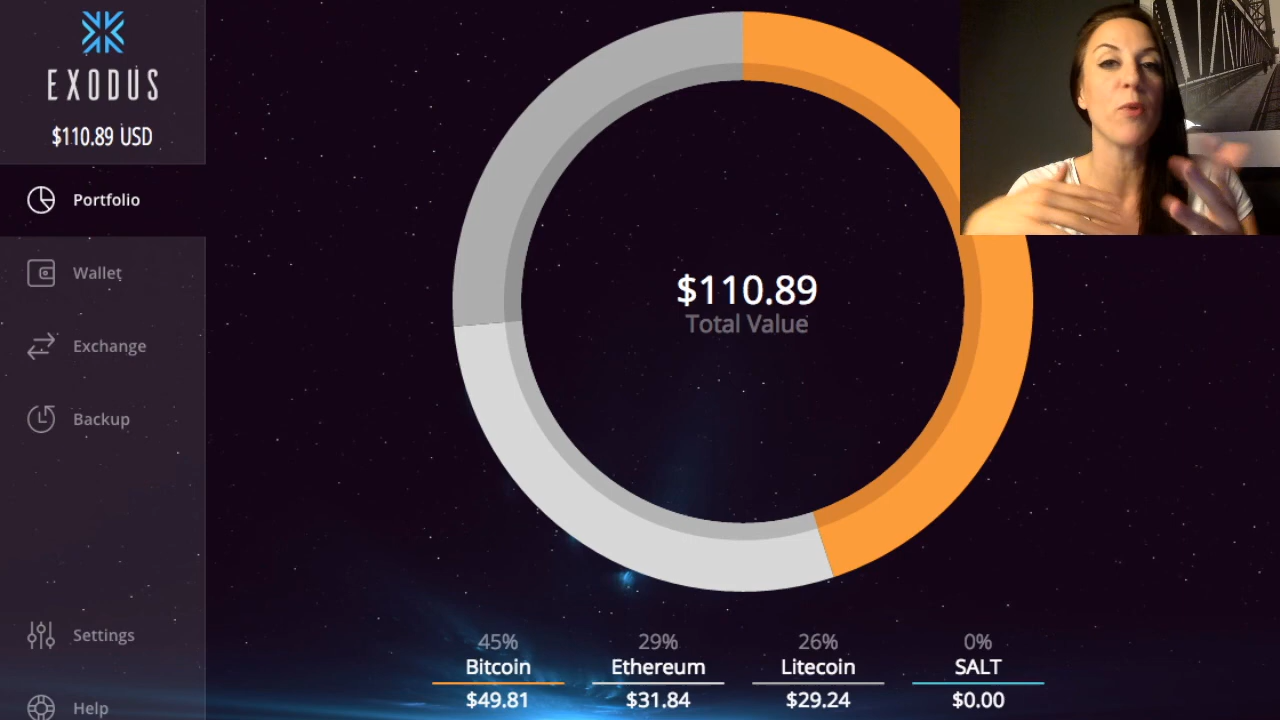 EXODUS
$110.89 USD
Portfolio
Wallet
Exchange
Backup
Settings
Help
$110.89
Total Value
45% 29% 26% 0%
Bitcoin Ethereum Litecoin SALT
$49.81 $31.84 $29.24 $0.00